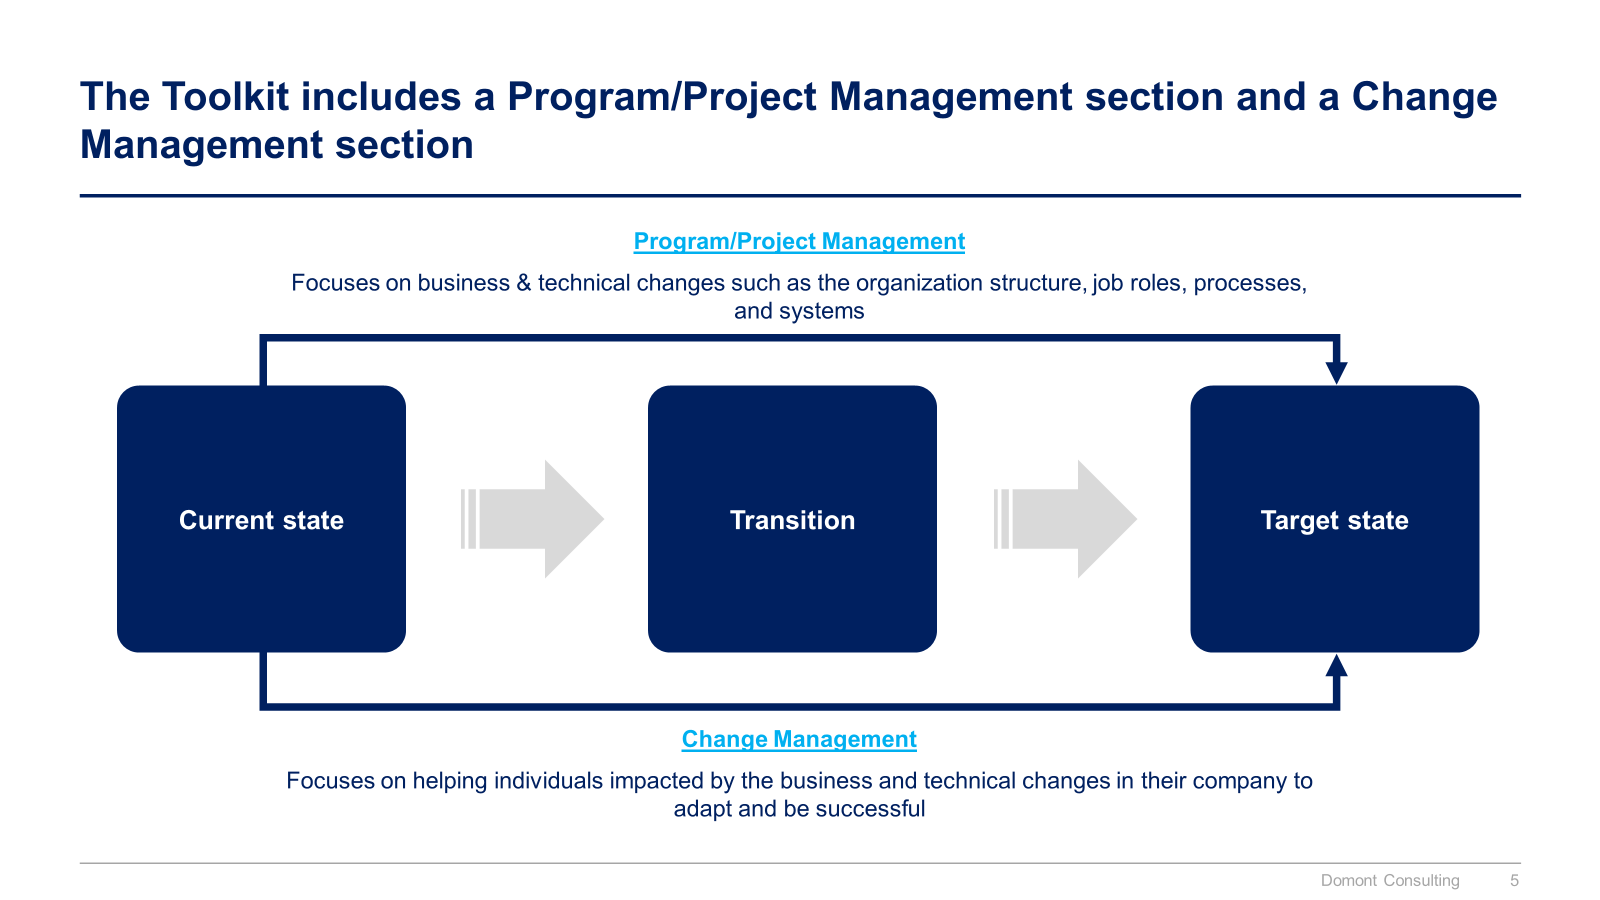 The Toolkit includes a Program/Project Management section and a Change
Management section
Program/Project Management
Focuses on business & technical changes such as the organization structure, job roles, processes,
and systems
Current state
Transition
Target state
Change Management
Focuses on helping individuals impacted by the business and technical changes in their company to
adapt and be successful
Domont Consulting 5